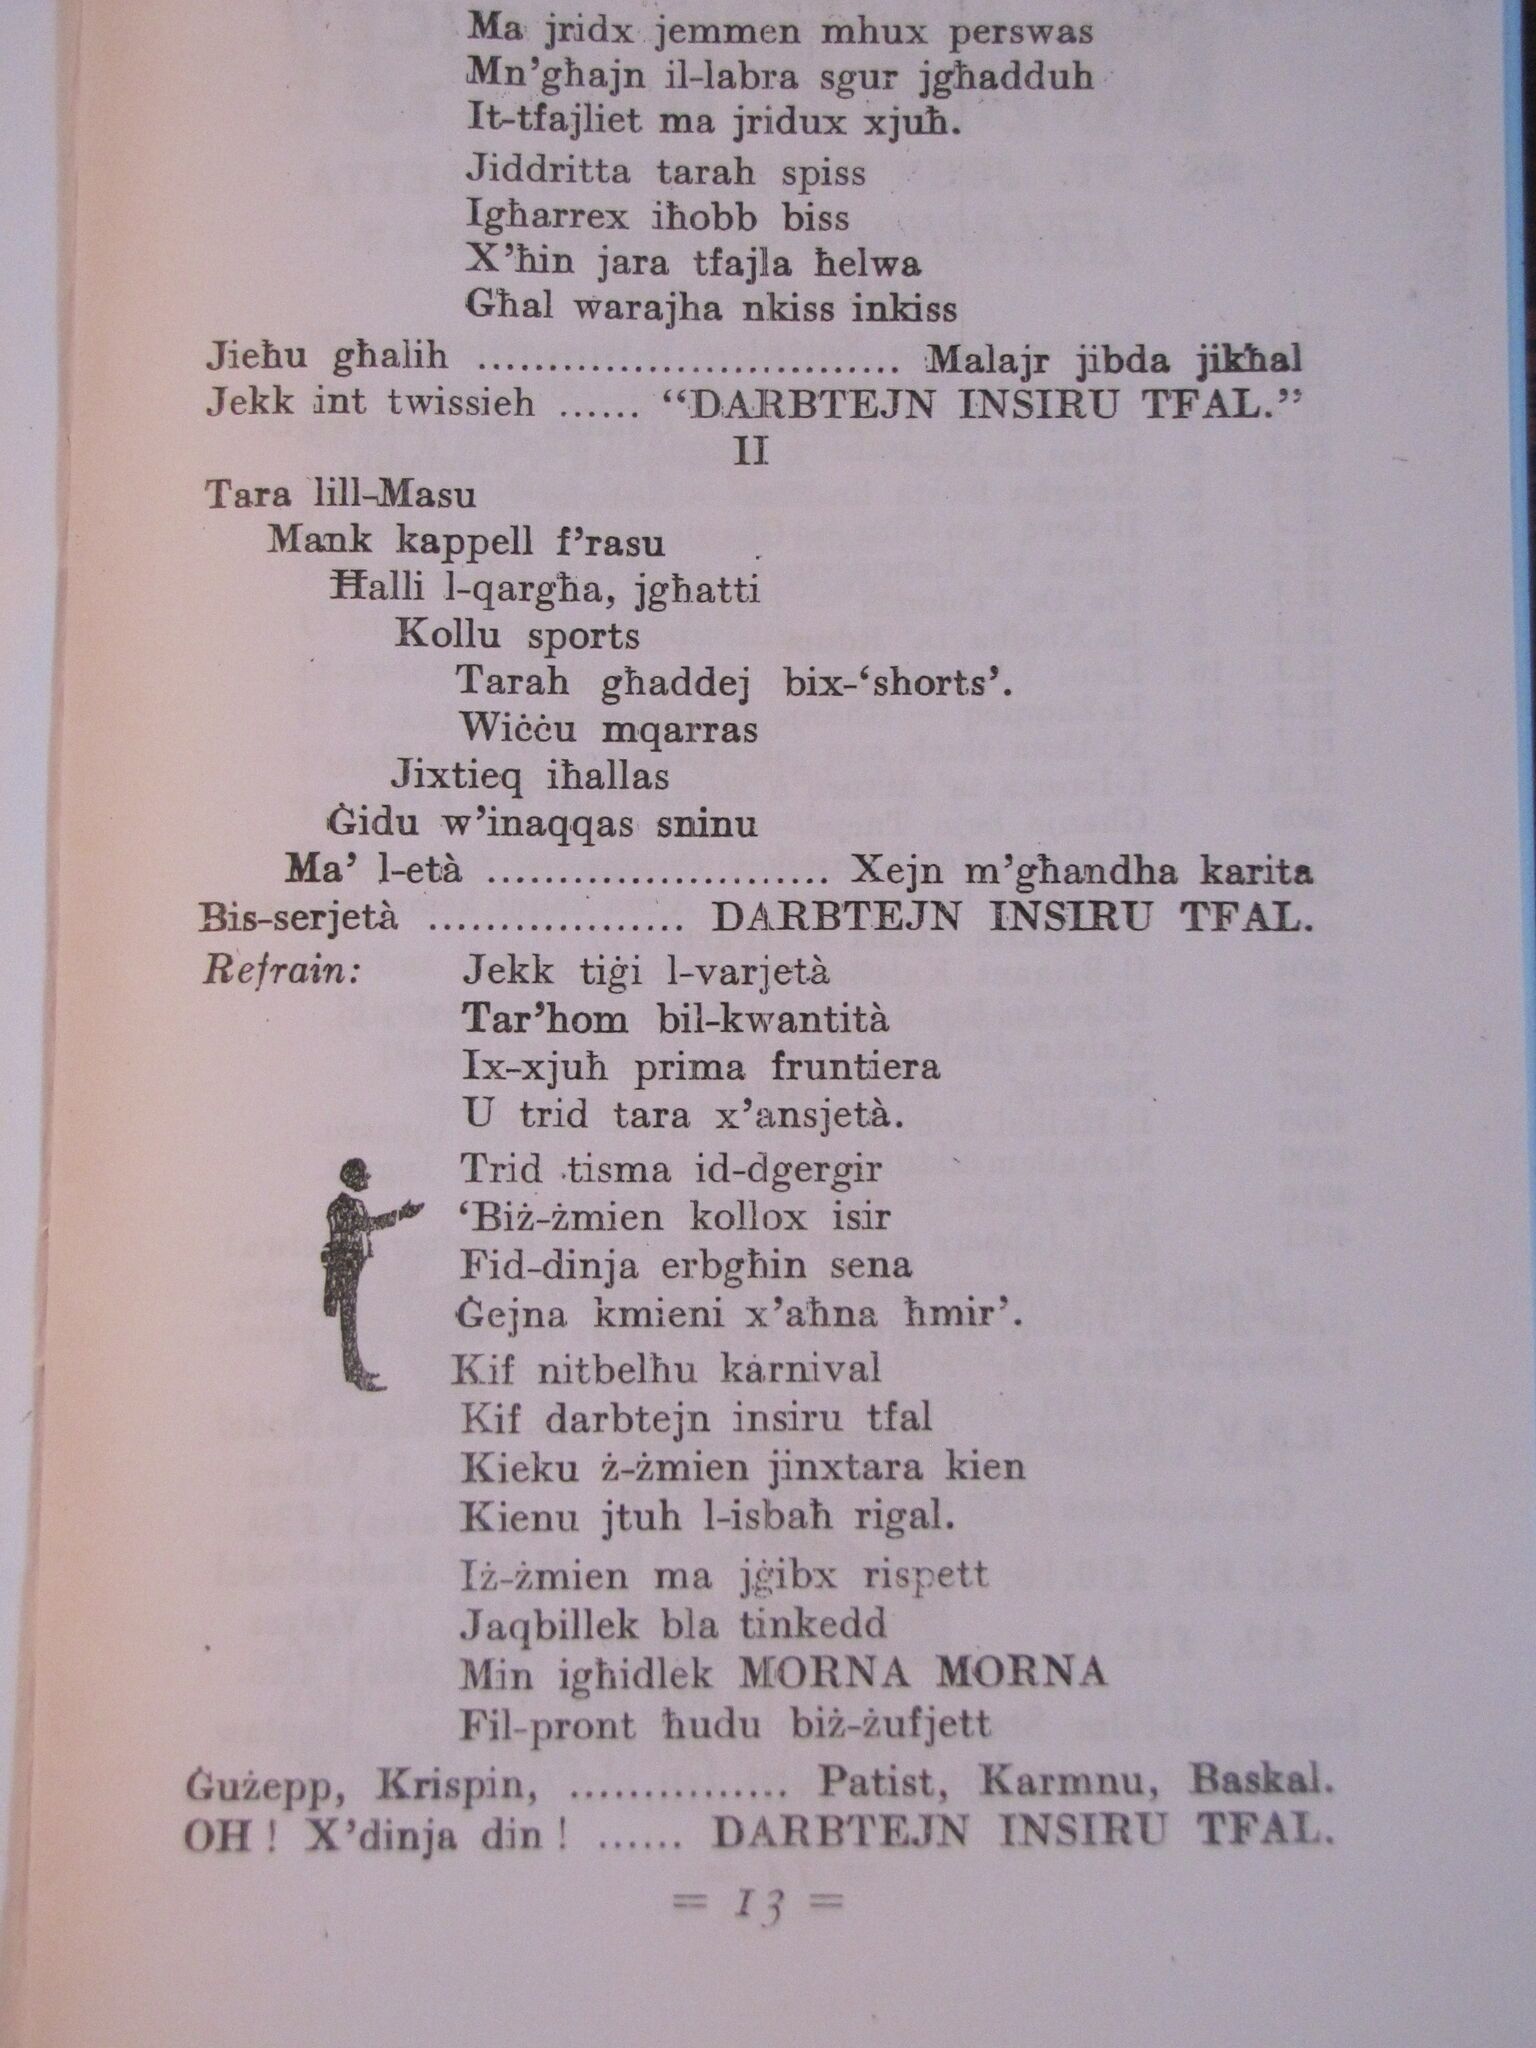 Ma jridx jemmen mhux perswas
Mn'għajn il-labra sgur jgħadduh
It-tfajliet ma jridux xjuħ.
Jiddritta tarah spiss
Igħarrex iħobb biss
X'ħin jara tfajla ħelwa
Għal warajha nkiss inkiss
Jieħu għalih .............................. Malajr jibda jikħal
Jekk int twissieh ...... “DARBTEJN INSIRU TFAL.”
II
Tara lill-Masu
Mank kappell f'rasu
Ħalli l-qargħa, jgħatti
Kollu sports
Tarah għaddej bix-‘shorts’.
Wiċċu mqarras
Jixtieq iħallas
Ġidu w'inaqqas sninu
Ma' l-età ........................ Xejn m'għandha karita
Bis-serjetà .................. DARBTEJN INSIRU TFAL.
Refrain: Jekk tiġi l-varjetà
Tar'hom bil-kwantità
Ix-xjuħ prima fruntiera
U trid tara x'ansjetà.
Trid tisma id-dgergir
‘Biż-żmien kollox isir
Fid-dinja erbgħin sena
Ġejna kmieni x'aħna ħmir’.
Kif nitbelħu karnival
Kif darbtejn insiru tfal
Kieku ż-żmien jinxtara kien
Kienu jtuh l-isbaħ rigal.
Iż-żmien ma jġibx rispett
Jaqbillek bla tinkedd
Min igħidlek MORNA MORNA
Fil-pront ħudu biż-żufjett
Ġużepp, Krispin, ............... Patist, Karmnu, Baskal.
OH ! X'dinja din ! ...... DARBTEJN INSIRU TFAL.
= 13 =